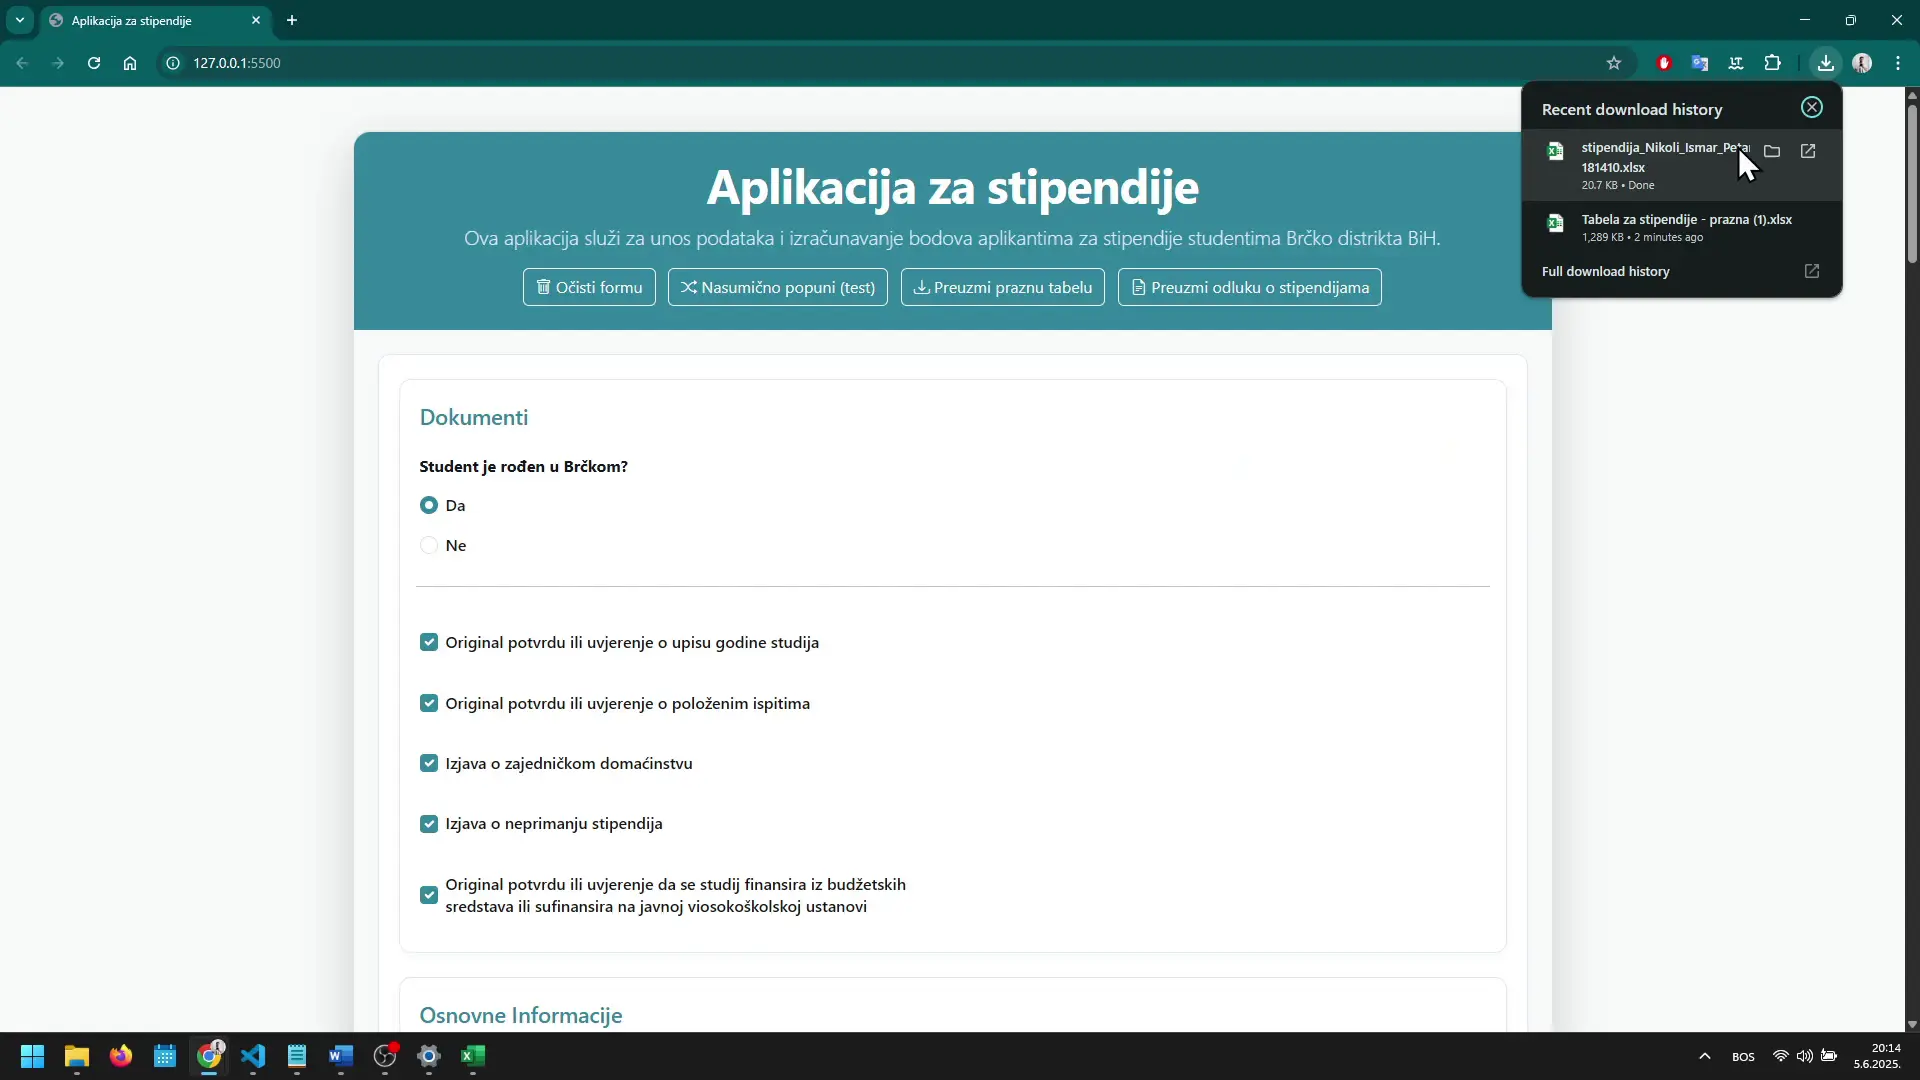 Aplikacija za stipendije
127.0.0.1:5500
Recent download history
stipendija_Nikoli_Ismar_Peta
181410.xlsx
20.7 KB • Done
Tabela za stipendije - prazna (1).xlsx
1,289 KB • 2 minutes ago
Full download history
Aplikacija za stipendije
Ova aplikacija služi za unos podataka i izračunavanje bodova aplikantima za stipendije studentima Brčko distrikta BiH.
Očisti formu
Nasumično popuni (test)
Preuzmi praznu tabelu
Preuzmi odluku o stipendijama
Dokumenti
Student je rođen u Brčkom?
Da
Ne
Original potvrdu ili uvjerenje o upisu godine studija
Original potvrdu ili uvjerenje o položenim ispitima
Izjava o zajedničkom domaćinstvu
Izjava o neprimanju stipendija
Original potvrdu ili uvjerenje da se studij finansira iz budžetskih
sredstava ili sufinansira na javnoj viosokoškolskoj ustanovi
Osnovne Informacije
BOS
20:14
5.6.2025.